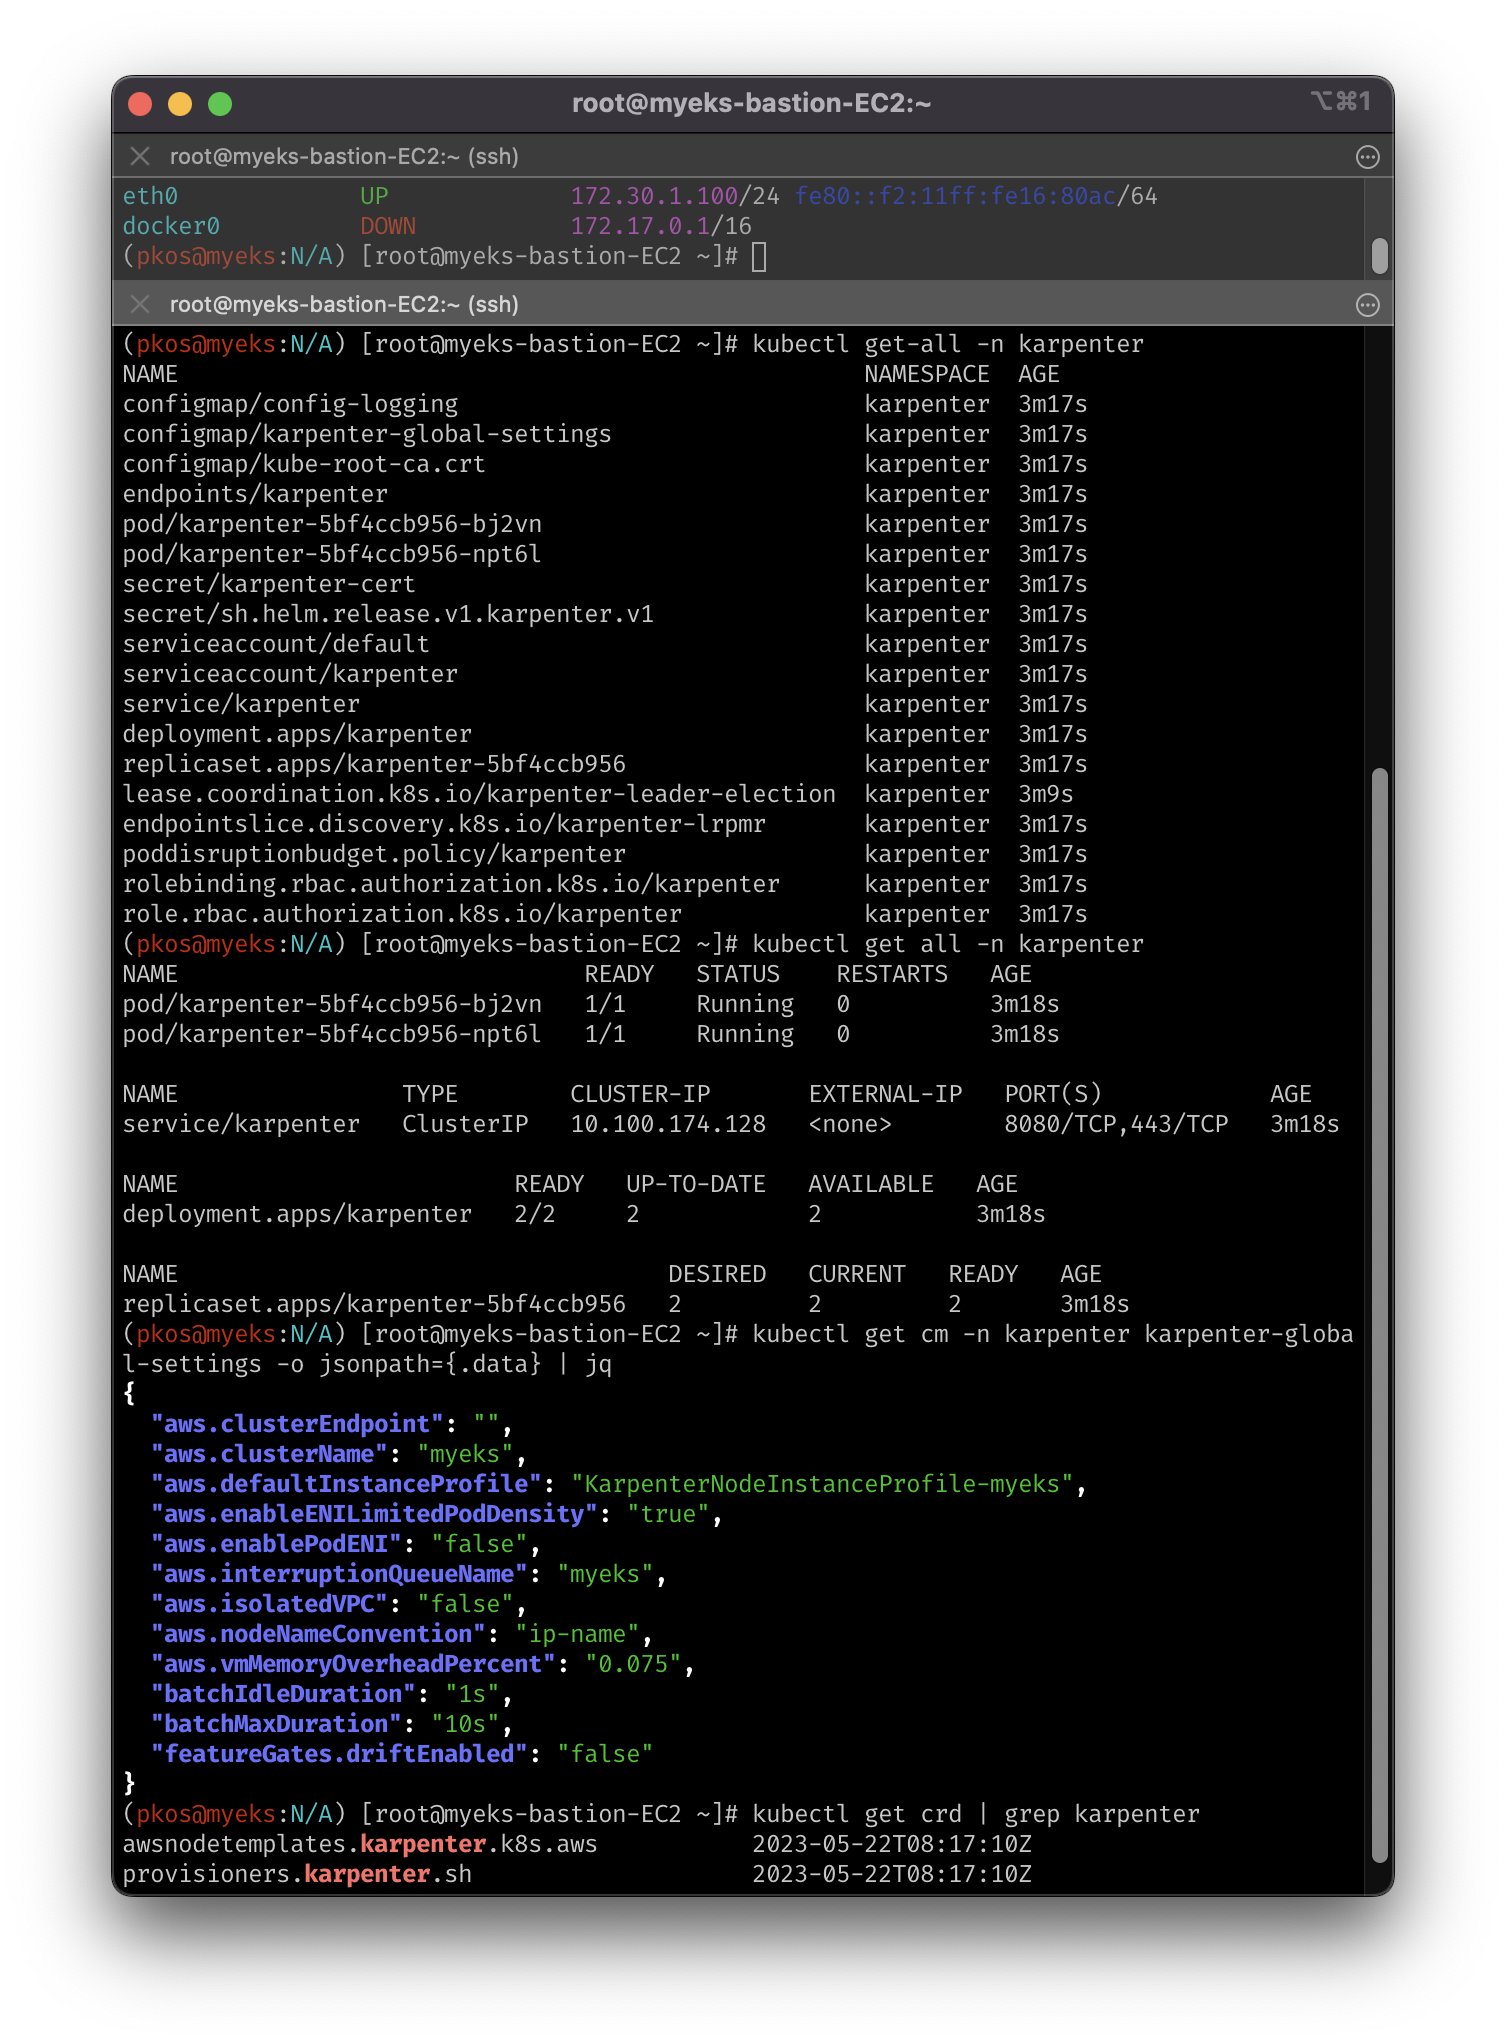 root@myeks-bastion-EC2:~ ⌥⌘1
root@myeks-bastion-EC2:~ (ssh)
eth0 UP 172.30.1.100/24 fe80::f2:11ff:fe16:80ac/64
docker0 DOWN 172.17.0.1/16
(pkos@myeks:N/A) [root@myeks-bastion-EC2 ~]#
root@myeks-bastion-EC2:~ (ssh)
(pkos@myeks:N/A) [root@myeks-bastion-EC2 ~]# kubectl get-all -n karpenter
NAME NAMESPACE AGE
configmap/config-logging karpenter 3m17s
configmap/karpenter-global-settings karpenter 3m17s
configmap/kube-root-ca.crt karpenter 3m17s
endpoints/karpenter karpenter 3m17s
pod/karpenter-5bf4ccb956-bj2vn karpenter 3m17s
pod/karpenter-5bf4ccb956-npt6l karpenter 3m17s
secret/karpenter-cert karpenter 3m17s
secret/sh.helm.release.v1.karpenter.v1 karpenter 3m17s
serviceaccount/default karpenter 3m17s
serviceaccount/karpenter karpenter 3m17s
service/karpenter karpenter 3m17s
deployment.apps/karpenter karpenter 3m17s
replicaset.apps/karpenter-5bf4ccb956 karpenter 3m17s
lease.coordination.k8s.io/karpenter-leader-election karpenter 3m9s
endpointslice.discovery.k8s.io/karpenter-lrpmr karpenter 3m17s
poddisruptionbudget.policy/karpenter karpenter 3m17s
rolebinding.rbac.authorization.k8s.io/karpenter karpenter 3m17s
role.rbac.authorization.k8s.io/karpenter karpenter 3m17s
(pkos@myeks:N/A) [root@myeks-bastion-EC2 ~]# kubectl get all -n karpenter
NAME READY STATUS RESTARTS AGE
pod/karpenter-5bf4ccb956-bj2vn 1/1 Running 0 3m18s
pod/karpenter-5bf4ccb956-npt6l 1/1 Running 0 3m18s
NAME TYPE CLUSTER-IP EXTERNAL-IP PORT(S) AGE
service/karpenter ClusterIP 10.100.174.128 <none> 8080/TCP,443/TCP 3m18s
NAME READY UP-TO-DATE AVAILABLE AGE
deployment.apps/karpenter 2/2 2 2 3m18s
NAME DESIRED CURRENT READY AGE
replicaset.apps/karpenter-5bf4ccb956 2 2 2 3m18s
(pkos@myeks:N/A) [root@myeks-bastion-EC2 ~]# kubectl get cm -n karpenter karpenter-globa
l-settings -o jsonpath={.data} | jq
{
"aws.clusterEndpoint": "",
"aws.clusterName": "myeks",
"aws.defaultInstanceProfile": "KarpenterNodeInstanceProfile-myeks",
"aws.enableENILimitedPodDensity": "true",
"aws.enablePodENI": "false",
"aws.interruptionQueueName": "myeks",
"aws.isolatedVPC": "false",
"aws.nodeNameConvention": "ip-name",
"aws.vmMemoryOverheadPercent": "0.075",
"batchIdleDuration": "1s",
"batchMaxDuration": "10s",
"featureGates.driftEnabled": "false"
}
(pkos@myeks:N/A) [root@myeks-bastion-EC2 ~]# kubectl get crd | grep karpenter
awsnodetemplates.karpenter.k8s.aws 2023-05-22T08:17:10Z
provisioners.karpenter.sh 2023-05-22T08:17:10Z